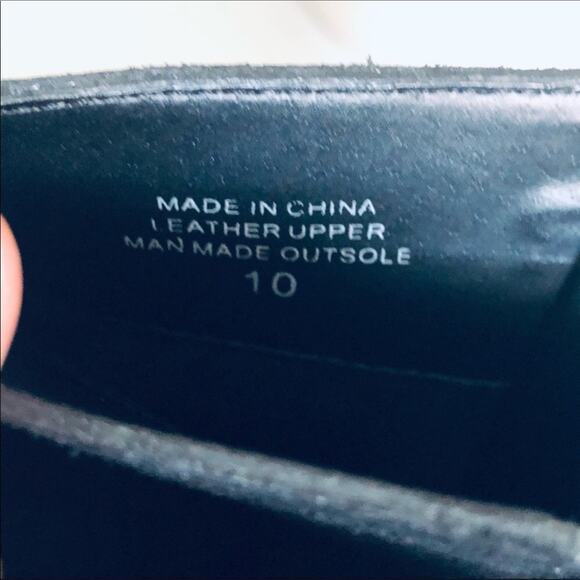 MADE IN CHINA
LEATHER UPPER
MAN MADE OUTSOLE
10